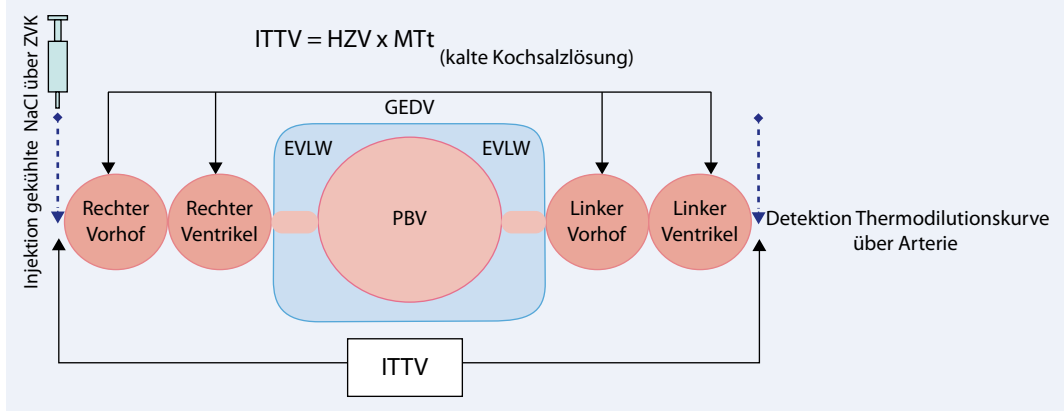 Injektion gekühlte NaCl über ZVK
ITTV = HZV x MTt (kalte Kochsalzlösung)
GEDV
EVLW
EVLW
Rechter
Vorhof
Rechter
Ventrikel
PBV
Linker
Vorhof
Linker
Ventrikel
Detektion Thermodilutionskurve
über Arterie
ITTV